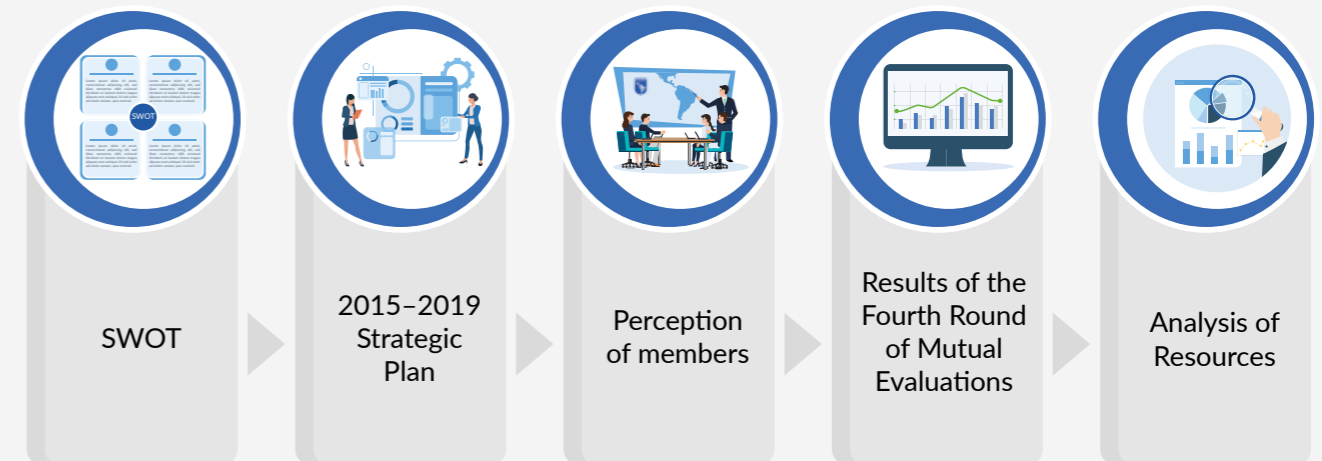 SWOT
SWOT
2015–2019
Strategic
Plan
Perception
of members
Results of the
Fourth Round
of Mutual
Evaluations
Analysis of
Resources